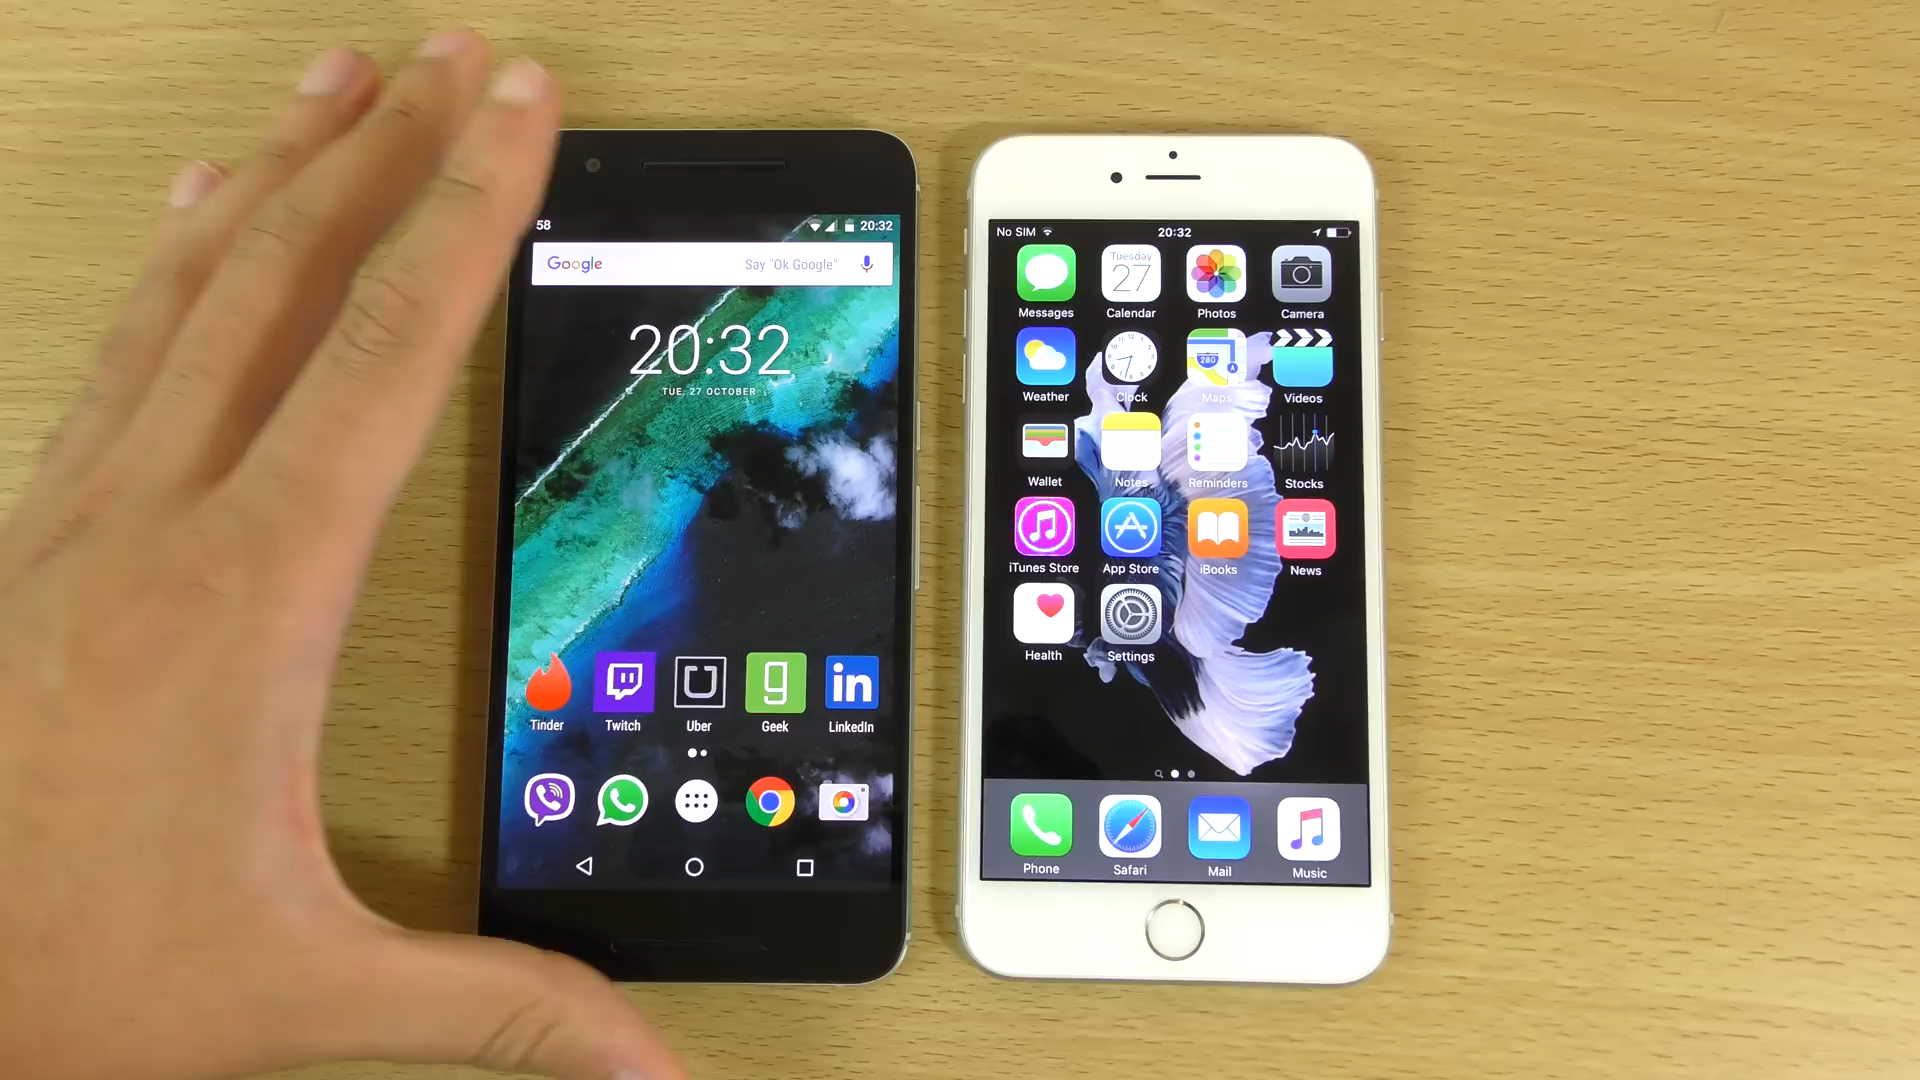 58
20:32
Google
Say "Ok Google"
20:32
TUE, 27 OCTOBER
Tinder
Twitch
Uber
Geek
LinkedIn
No SIM
20:32
Messages
Tuesday
27
Calendar
Photos
Camera
Weather
Clock
280
Maps
Videos
Wallet
Notes
Reminders
Stocks
iTunes Store
App Store
iBooks
News
Health
Settings
Phone
Safari
Mail
Music